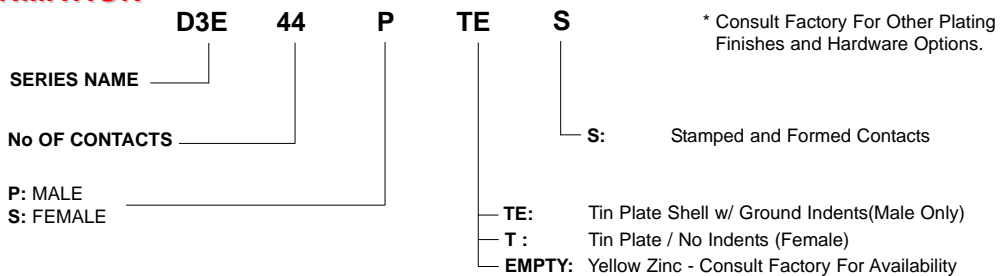 D3E 44 P TE S
* Consult Factory For Other Plating
Finishes and Hardware Options.
SERIES NAME
No OF CONTACTS
S: Stamped and Formed Contacts
P: MALE
S: FEMALE
TE: Tin Plate Shell w/ Ground Indents(Male Only)
T : Tin Plate / No Indents (Female)
EMPTY: Yellow Zinc - Consult Factory For Availability